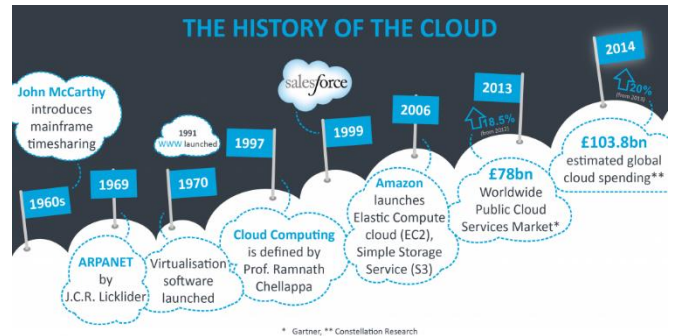 THE HISTORY OF THE CLOUD
John McCarthy
introduces
mainframe
timesharing
1960s
1969
ARPANET
by
J.C.R. Licklider
1991
WWW launched
1970
Virtualisation
software
launched
1997
Cloud Computing
is defined by
Prof. Ramnath
Chellappa
salesforce
1999
2006
Amazon
launches
Elastic Compute
cloud (EC2),
Simple Storage
Service (S3)
2013
18.5%
(from 2012)
£78bn
Worldwide
Public Cloud
Services Market*
2014
20%
(from 2013)
£103.8bn
estimated global
cloud spending**
* Gartner, ** Constellation Research